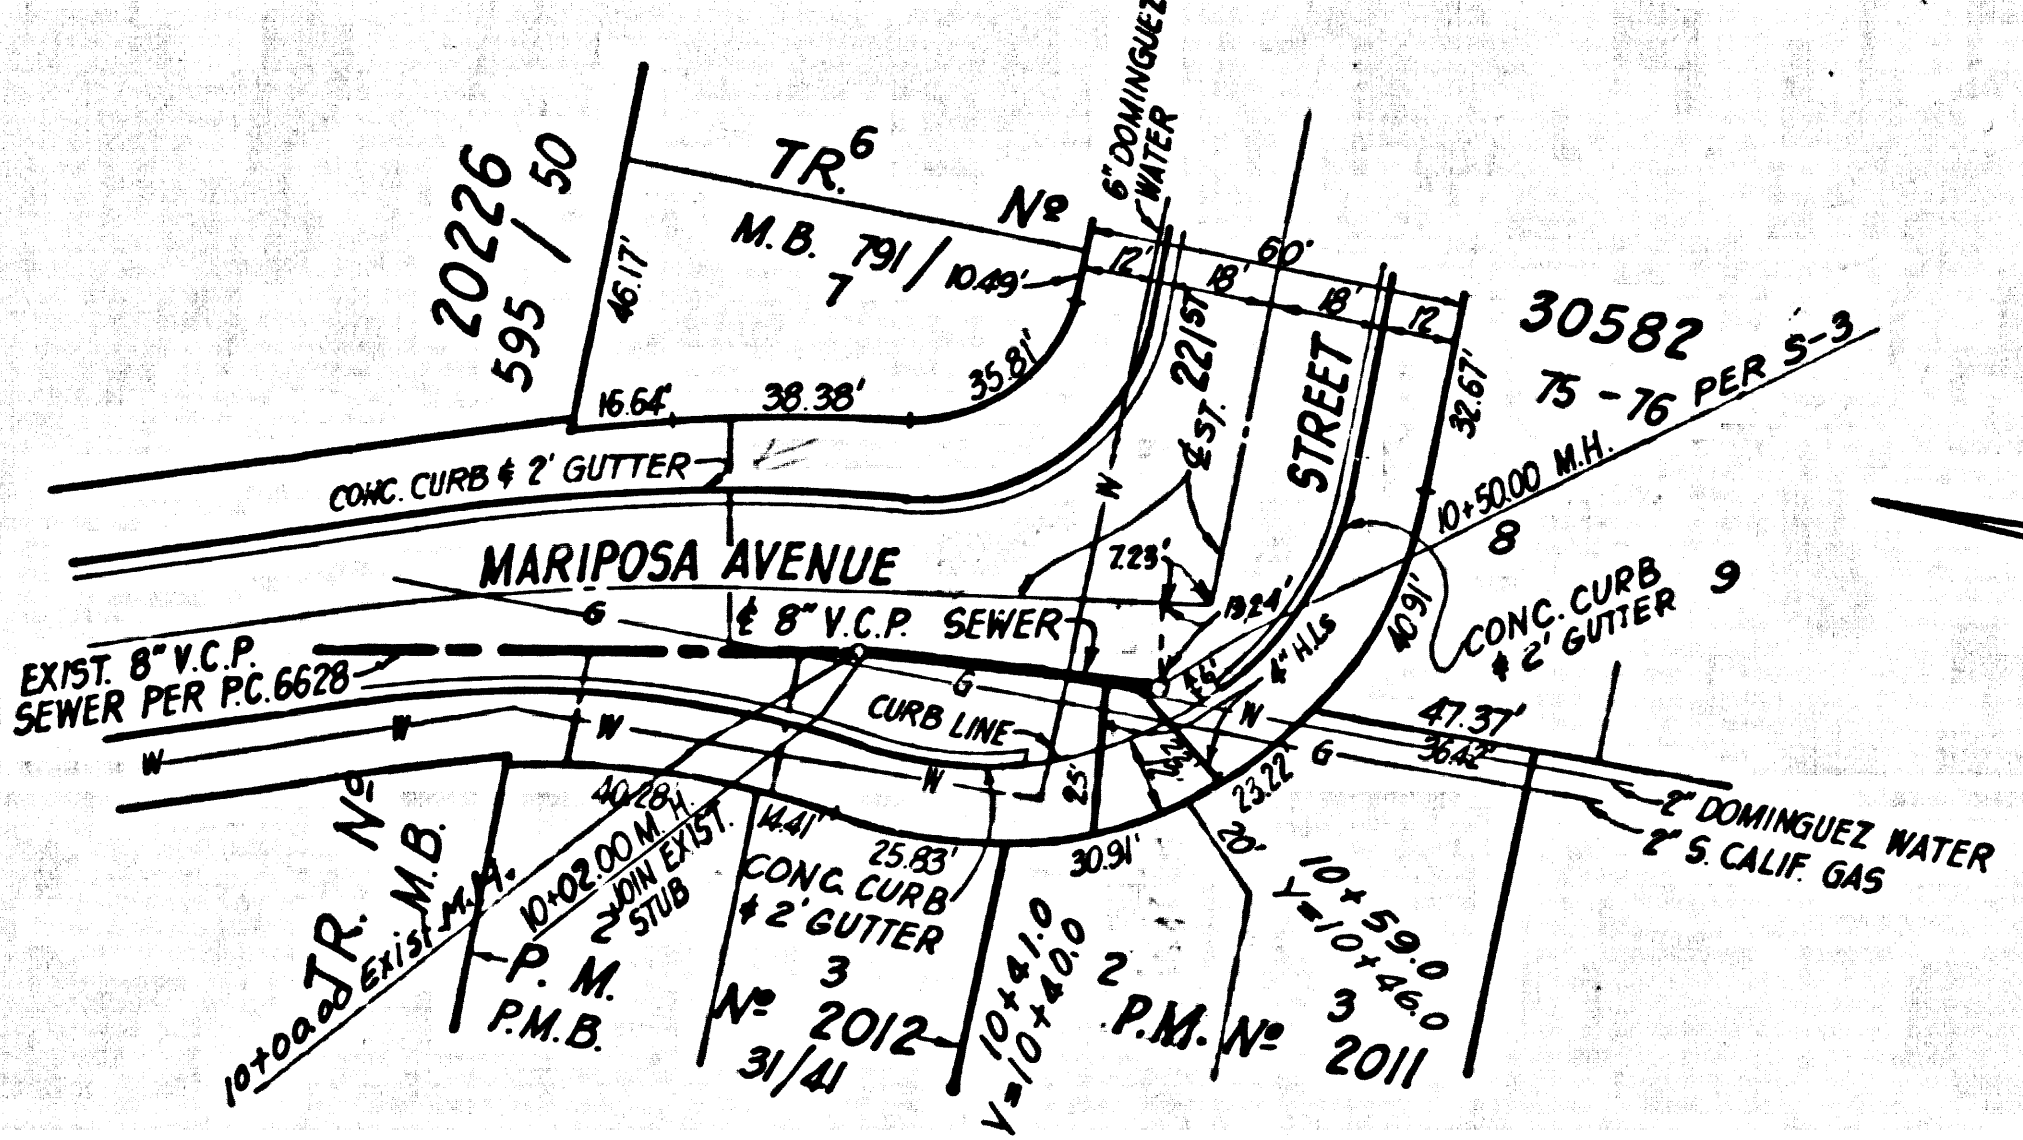 6" DOMINGUEZ
WATER
20226
595 / 50
TR. Nº
6
M.B. 791 /
7
10.49'
46.17'
16.64'
38.38'
35.81'
12'
60'
18'
18'
12
℄ ST. 221ST
STREET
32.67'
30582
75 - 76
PER S-3
10+50.00 M.H.
8
9
CONC. CURB & 2' GUTTER
W
MARIPOSA AVENUE
7.23'
13.24'
G
℄ 8" V.C.P. SEWER
EXIST. 8" V.C.P.
SEWER PER P.C. 6628
4" H.Ls
40.91'
CONC. CURB
& 2' GUTTER
G
CURB LINE
W
W
W
W
W
G
25'
47.37'
36.42'
2" DOMINGUEZ WATER
2" S. CALIF. GAS
40.28'
14.41'
25.83'
30.91'
23.22'
20'
TR. Nº
M.B.
10+00.00 EXIST. M.H.
10+02.00 M.H.
JOIN EXIST.
STUB
2
CONC. CURB
& 2' GUTTER
P. M. Nº 2012
P.M.B. 31/41
3
10+41.0
Y=10+40.0
2
P.M. Nº 2011
3
10+59.0
Y=10+46.0